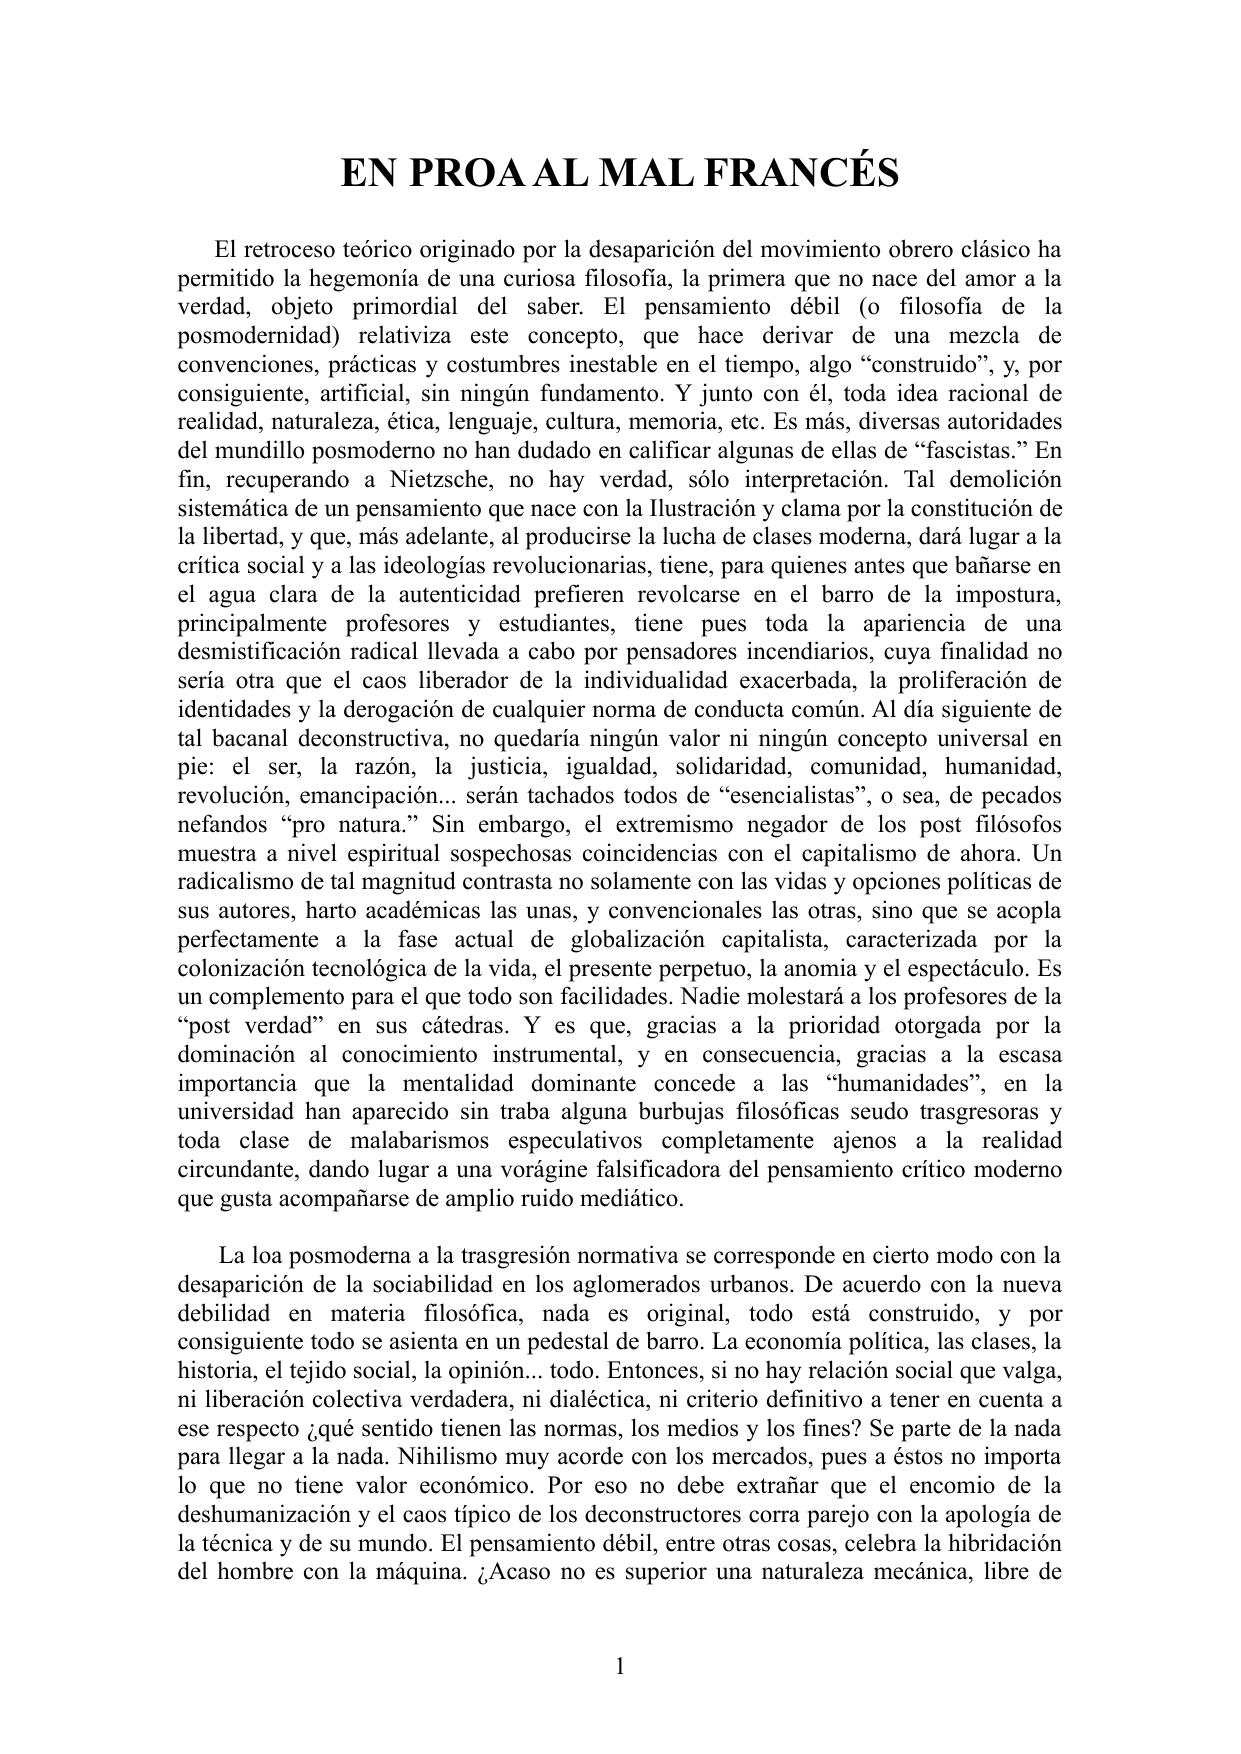 EN PROA AL MAL FRANCÉS
El retroceso teórico originado por la desaparición del movimiento obrero clásico ha
permitido la hegemonía de una curiosa filosofía, la primera que no nace del amor a la
verdad, objeto primordial del saber. El pensamiento débil (o filosofía de la
posmodernidad) relativiza este concepto, que hace derivar de una mezcla de
convenciones, prácticas y costumbres inestable en el tiempo, algo “construido”, y, por
consiguiente, artificial, sin ningún fundamento. Y junto con él, toda idea racional de
realidad, naturaleza, ética, lenguaje, cultura, memoria, etc. Es más, diversas autoridades
del mundillo posmoderno no han dudado en calificar algunas de ellas de “fascistas.” En
fin, recuperando a Nietzsche, no hay verdad, sólo interpretación. Tal demolición
sistemática de un pensamiento que nace con la Ilustración y clama por la constitución de
la libertad, y que, más adelante, al producirse la lucha de clases moderna, dará lugar a la
crítica social y a las ideologías revolucionarias, tiene, para quienes antes que bañarse en
el agua clara de la autenticidad prefieren revolcarse en el barro de la impostura,
principalmente profesores y estudiantes, tiene pues toda la apariencia de una
desmistificación radical llevada a cabo por pensadores incendiarios, cuya finalidad no
sería otra que el caos liberador de la individualidad exacerbada, la proliferación de
identidades y la derogación de cualquier norma de conducta común. Al día siguiente de
tal bacanal deconstructiva, no quedaría ningún valor ni ningún concepto universal en
pie: el ser, la razón, la justicia, igualdad, solidaridad, comunidad, humanidad,
revolución, emancipación... serán tachados todos de “esencialistas”, o sea, de pecados
nefandos “pro natura.” Sin embargo, el extremismo negador de los post filósofos
muestra a nivel espiritual sospechosas coincidencias con el capitalismo de ahora. Un
radicalismo de tal magnitud contrasta no solamente con las vidas y opciones políticas de
sus autores, harto académicas las unas, y convencionales las otras, sino que se acopla
perfectamente a la fase actual de globalización capitalista, caracterizada por la
colonización tecnológica de la vida, el presente perpetuo, la anomia y el espectáculo. Es
un complemento para el que todo son facilidades. Nadie molestará a los profesores de la
“post verdad” en sus cátedras. Y es que, gracias a la prioridad otorgada por la
dominación al conocimiento instrumental, y en consecuencia, gracias a la escasa
importancia que la mentalidad dominante concede a las “humanidades”, en la
universidad han aparecido sin traba alguna burbujas filosóficas seudo trasgresoras y
toda clase de malabarismos especulativos completamente ajenos a la realidad
circundante, dando lugar a una vorágine falsificadora del pensamiento crítico moderno
que gusta acompañarse de amplio ruido mediático.
La loa posmoderna a la trasgresión normativa se corresponde en cierto modo con la
desaparición de la sociabilidad en los aglomerados urbanos. De acuerdo con la nueva
debilidad en materia filosófica, nada es original, todo está construido, y por
consiguiente todo se asienta en un pedestal de barro. La economía política, las clases, la
historia, el tejido social, la opinión... todo. Entonces, si no hay relación social que valga,
ni liberación colectiva verdadera, ni dialéctica, ni criterio definitivo a tener en cuenta a
ese respecto ¿qué sentido tienen las normas, los medios y los fines? Se parte de la nada
para llegar a la nada. Nihilismo muy acorde con los mercados, pues a éstos no importa
lo que no tiene valor económico. Por eso no debe extrañar que el encomio de la
deshumanización y el caos típico de los deconstructores corra parejo con la apología de
la técnica y de su mundo. El pensamiento débil, entre otras cosas, celebra la hibridación
del hombre con la máquina. ¿Acaso no es superior una naturaleza mecánica, libre de
1